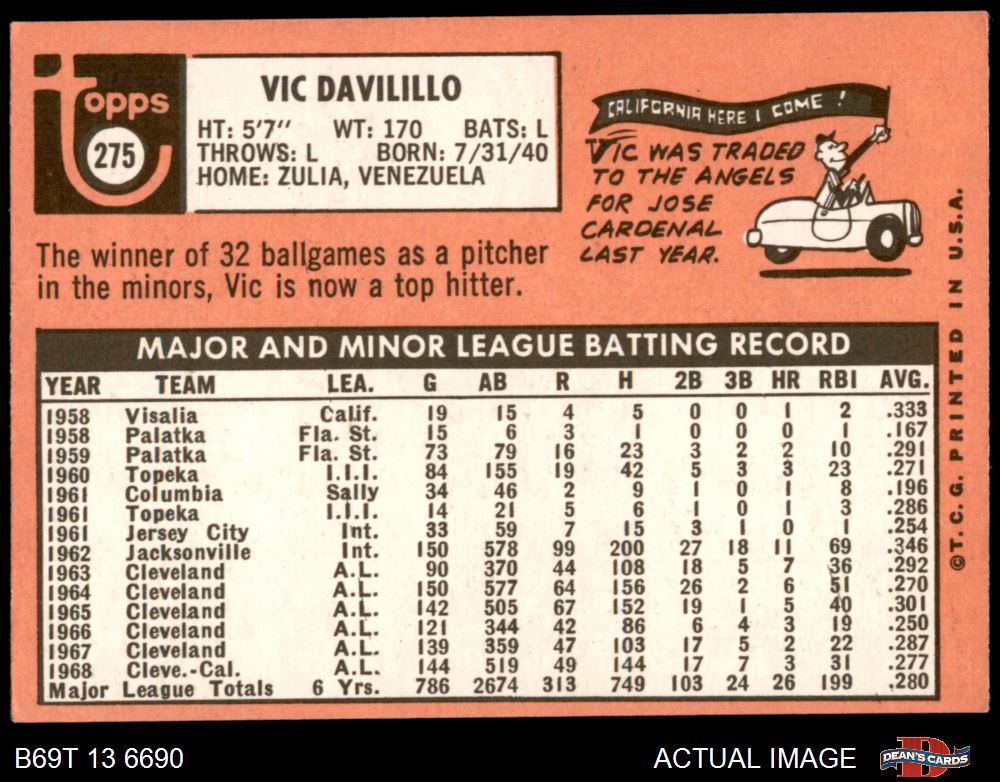 topps
275
VIC DAVILILLO
HT: 5'7" WT: 170 BATS: L
THROWS: L BORN: 7/31/40
HOME: ZULIA, VENEZUELA
CALIFORNIA HERE I COME !
VIC WAS TRADED
TO THE ANGELS
FOR JOSE
CARDENAL
LAST YEAR.
The winner of 32 ballgames as a pitcher
in the minors, Vic is now a top hitter.
MAJOR AND MINOR LEAGUE BATTING RECORD
YEAR TEAM LEA. G AB R H 2B 3B HR RBI AVG.
1958 Visalia Calif. 19 15 4 5 0 0 1 2 .333
1958 Palatka Fla. St. 15 6 3 1 0 0 0 1 .167
1959 Palatka Fla. St. 73 79 16 23 3 2 2 10 .291
1960 Topeka I.I.I. 84 155 19 42 5 3 3 23 .271
1961 Columbia Sally 34 46 2 9 1 0 1 8 .196
1961 Topeka I.I.I. 14 21 5 6 1 0 1 3 .286
1961 Jersey City Int. 33 59 7 15 3 1 0 1 .254
1962 Jacksonville Int. 150 578 99 200 27 18 11 69 .346
1963 Cleveland A.L. 90 370 44 108 18 5 7 36 .292
1964 Cleveland A.L. 150 577 64 156 26 2 6 51 .270
1965 Cleveland A.L. 142 505 67 152 19 1 5 40 .301
1966 Cleveland A.L. 121 344 42 86 6 4 3 19 .250
1967 Cleveland A.L. 139 359 47 103 17 5 2 22 .287
1968 Cleve.-Cal. A.L. 144 519 49 144 17 7 3 31 .277
Major League Totals 6 Yrs. 786 2674 313 749 103 24 26 199 .280
©T.C.G. PRINTED IN U.S.A.
B69T 13 6690
ACTUAL IMAGE
DEAN'S CARDS